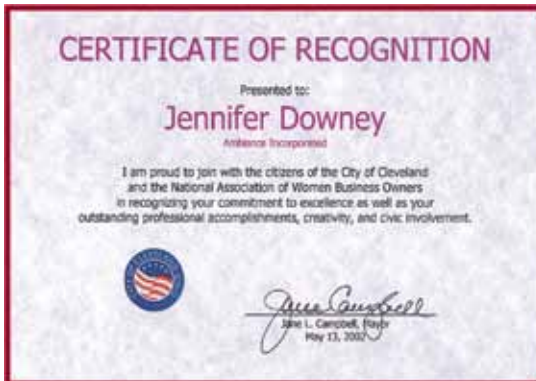 CERTIFICATE OF RECOGNITION
Presented to:
Jennifer Downey
Ambience Incorporated
I am proud to join with the citizens of the City of Cleveland
and the National Association of Women Business Owners
in recognizing your commitment to excellence as well as your
outstanding professional accomplishments, creativity, and civic involvement.
Jane Campbell
Jane L. Campbell, Mayor
May 13, 2002